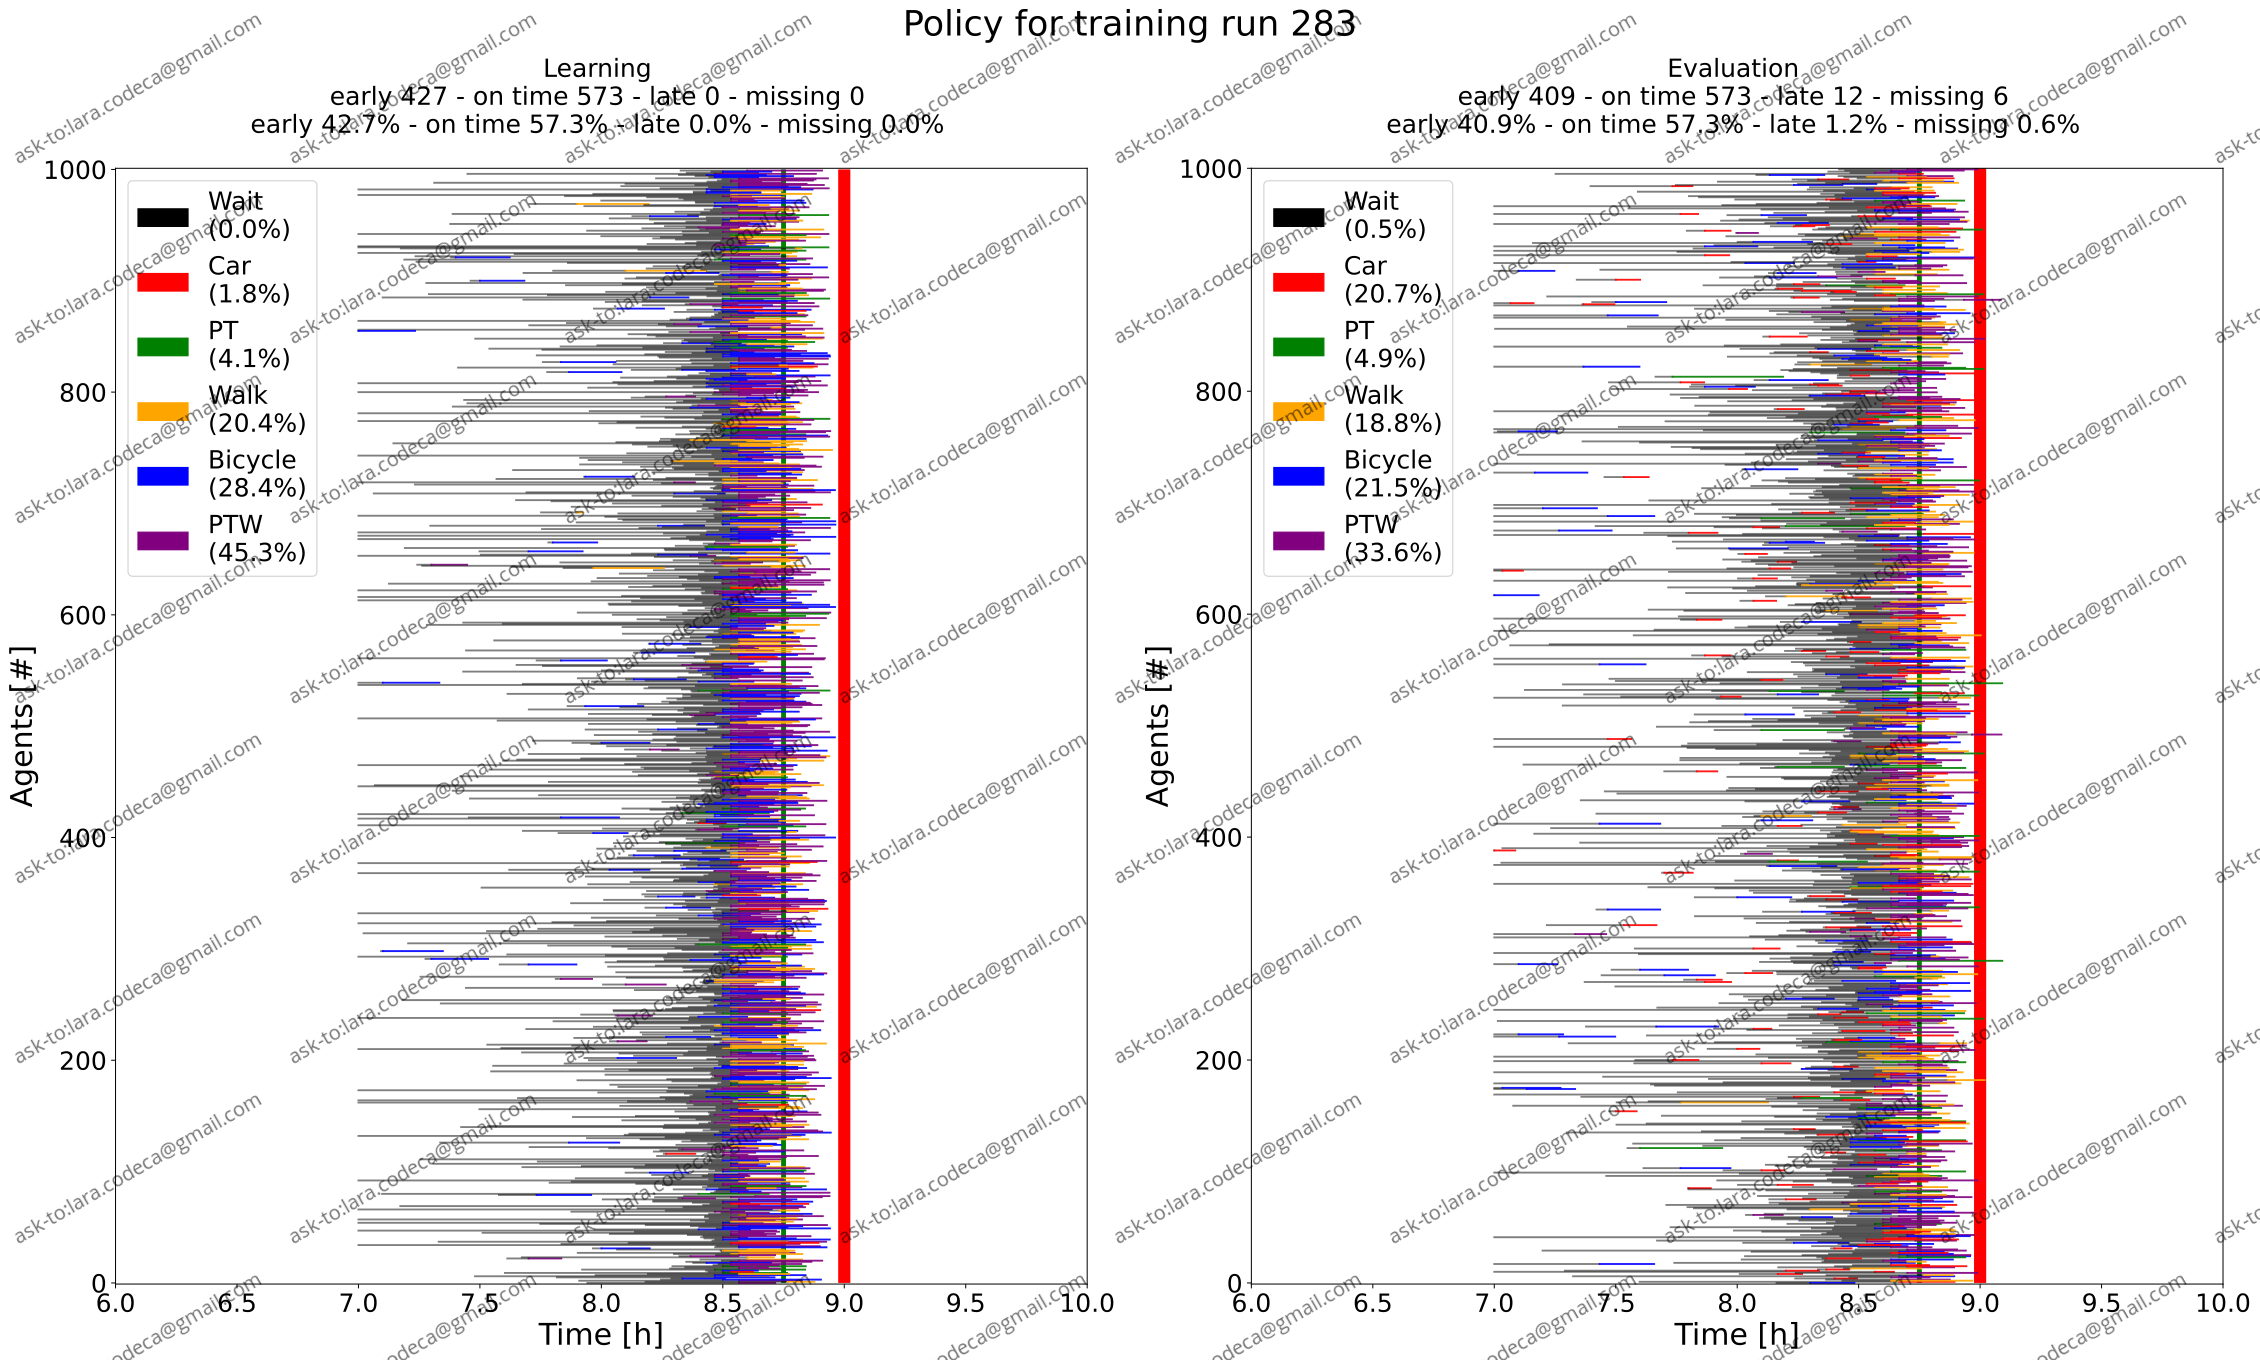 Policy for training run 283
Learning
early 427 - on time 573 - late 0 - missing 0
early 42.7% - on time 57.3% - late 0.0% - missing 0.0%
1000
800
600
400
200
0
Agents [#]
Wait
(0.0%)
Car
(1.8%)
PT
(4.1%)
Walk
(20.4%)
Bicycle
(28.4%)
PTW
(45.3%)
6.0 6.5 7.0 7.5 8.0 8.5 9.0 9.5 10.0
Time [h]
Evaluation
early 409 - on time 573 - late 12 - missing 6
early 40.9% - on time 57.3% - late 1.2% - missing 0.6%
1000
800
600
400
200
0
Agents [#]
Wait
(0.5%)
Car
(20.7%)
PT
(4.9%)
Walk
(18.8%)
Bicycle
(21.5%)
PTW
(33.6%)
6.0 6.5 7.0 7.5 8.0 8.5 9.0 9.5 10.0
Time [h]
ask-to:lara.codeca@gmail.com